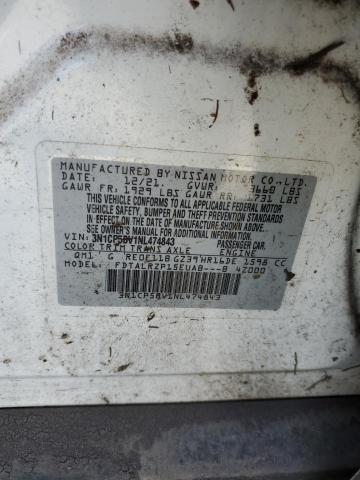 MANUFACTURED BY NISSAN MOTOR CO.,LTD.
DATE: 12/21. GVWR: 3660 LBS
GAWR FR: 1929 LBS GAWR RR: 1731 LBS
THIS VEHICLE CONFORMS TO ALL APPLICABLE FEDERAL MOTOR
VEHICLE SAFETY, BUMPER, AND THEFT PREVENTION STANDARDS
IN EFFECT ON THE DATE OF MANUFACTURE SHOWN ABOVE.
SEE OWNER'S MANUAL FOR ADDITIONAL INFORMATION.
VIN: 3N1CP5BV1NL474843 PASSENGER CAR
COLOR TRIM TRANS AXLE ENGINE
QM1 G RE0F11B GZ39 HR16DE 1598 CC
MODEL: FDTALRZP15EUA8---B 4Z000
3N1CP5BV1NL474843